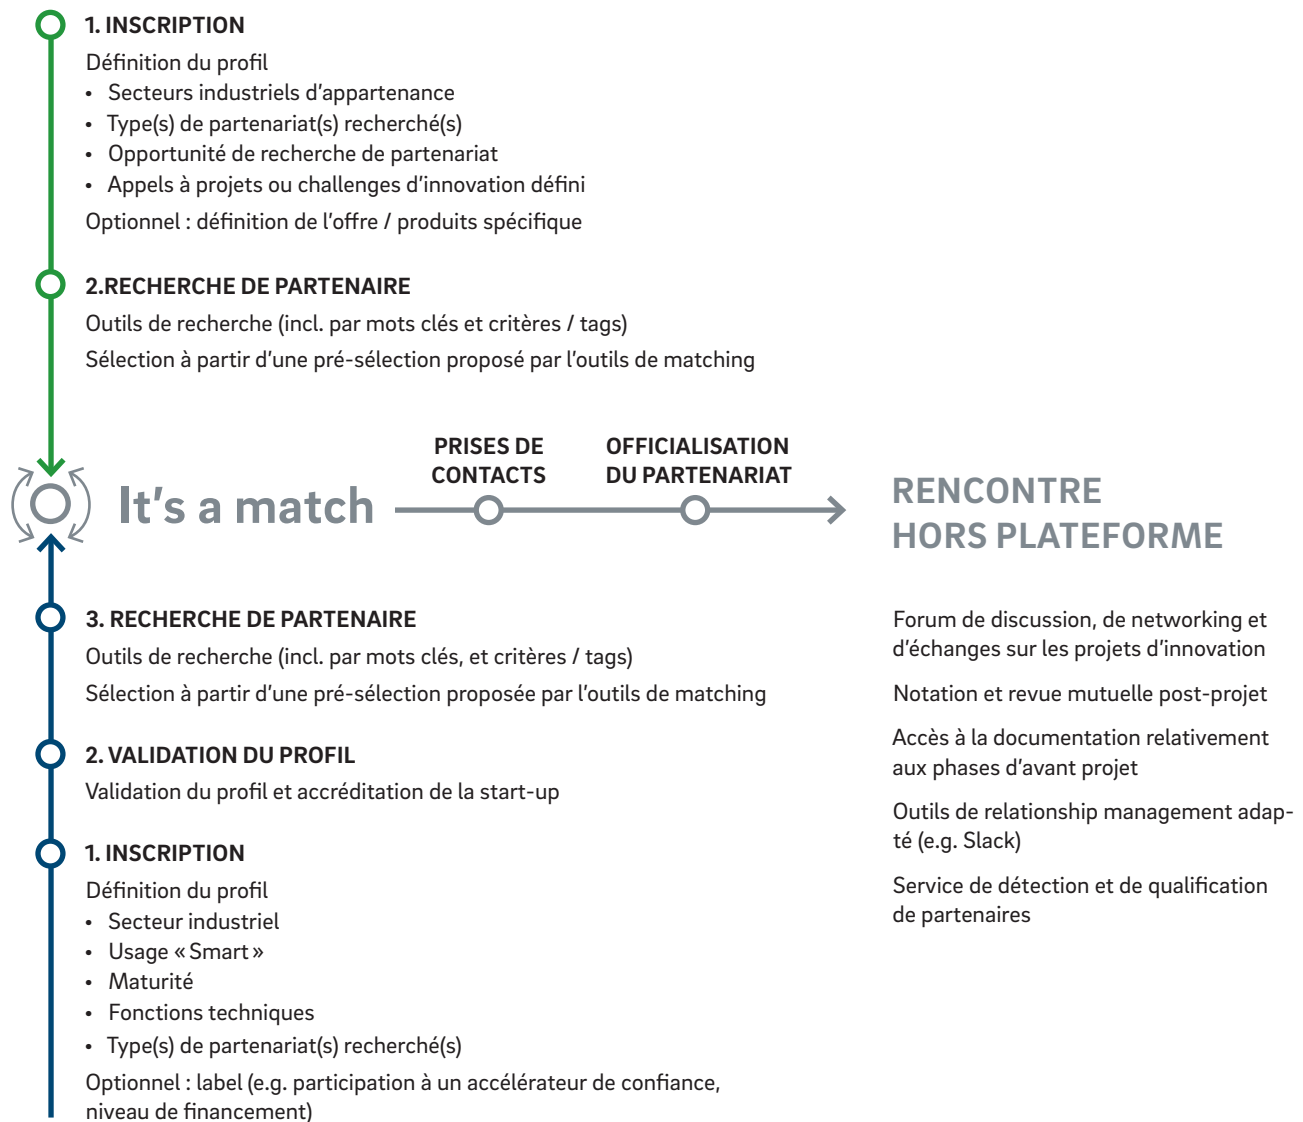 1. INSCRIPTION
Définition du profil
• Secteurs industriels d'appartenance
• Type(s) de partenariat(s) recherché(s)
• Opportunité de recherche de partenariat
• Appels à projets ou challenges d'innovation défini
Optionnel : définition de l'offre / produits spécifique
2.RECHERCHE DE PARTENAIRE
Outils de recherche (incl. par mots clés et critères / tags)
Sélection à partir d'une pré-sélection proposé par l'outils de matching
It's a match
PRISES DE
CONTACTS
OFFICIALISATION
DU PARTENARIAT
RENCONTRE
HORS PLATEFORME
3. RECHERCHE DE PARTENAIRE
Outils de recherche (incl. par mots clés, et critères / tags)
Sélection à partir d'une pré-sélection proposée par l'outils de matching
2. VALIDATION DU PROFIL
Validation du profil et accréditation de la start-up
1. INSCRIPTION
Définition du profil
• Secteur industriel
• Usage « Smart »
• Maturité
• Fonctions techniques
• Type(s) de partenariat(s) recherché(s)
Optionnel : label (e.g. participation à un accélérateur de confiance,
niveau de financement)
Forum de discussion, de networking et
d'échanges sur les projets d'innovation
Notation et revue mutuelle post-projet
Accès à la documentation relativement
aux phases d'avant projet
Outils de relationship management adap-
té (e.g. Slack)
Service de détection et de qualification
de partenaires